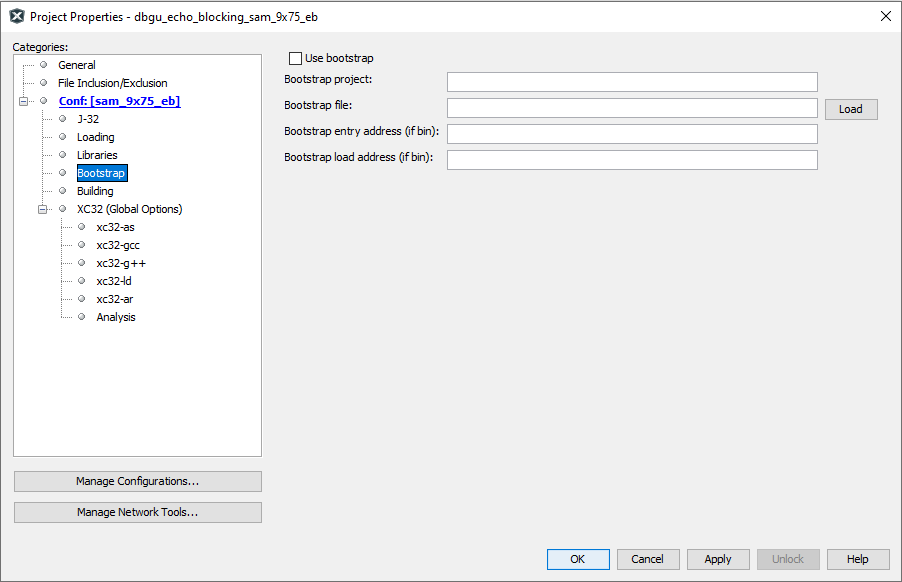 Project Properties - dbgu_echo_blocking_sam_9x75_eb
Categories:
General
File Inclusion/Exclusion
Conf: [sam_9x75_eb]
J-32
Loading
Libraries
Bootstrap
Building
XC32 (Global Options)
xc32-as
xc32-gcc
xc32-g++
xc32-ld
xc32-ar
Analysis
Manage Configurations...
Manage Network Tools...
Use bootstrap
Bootstrap project:
Bootstrap file:
Load
Bootstrap entry address (if bin):
Bootstrap load address (if bin):
OK
Cancel
Apply
Unlock
Help